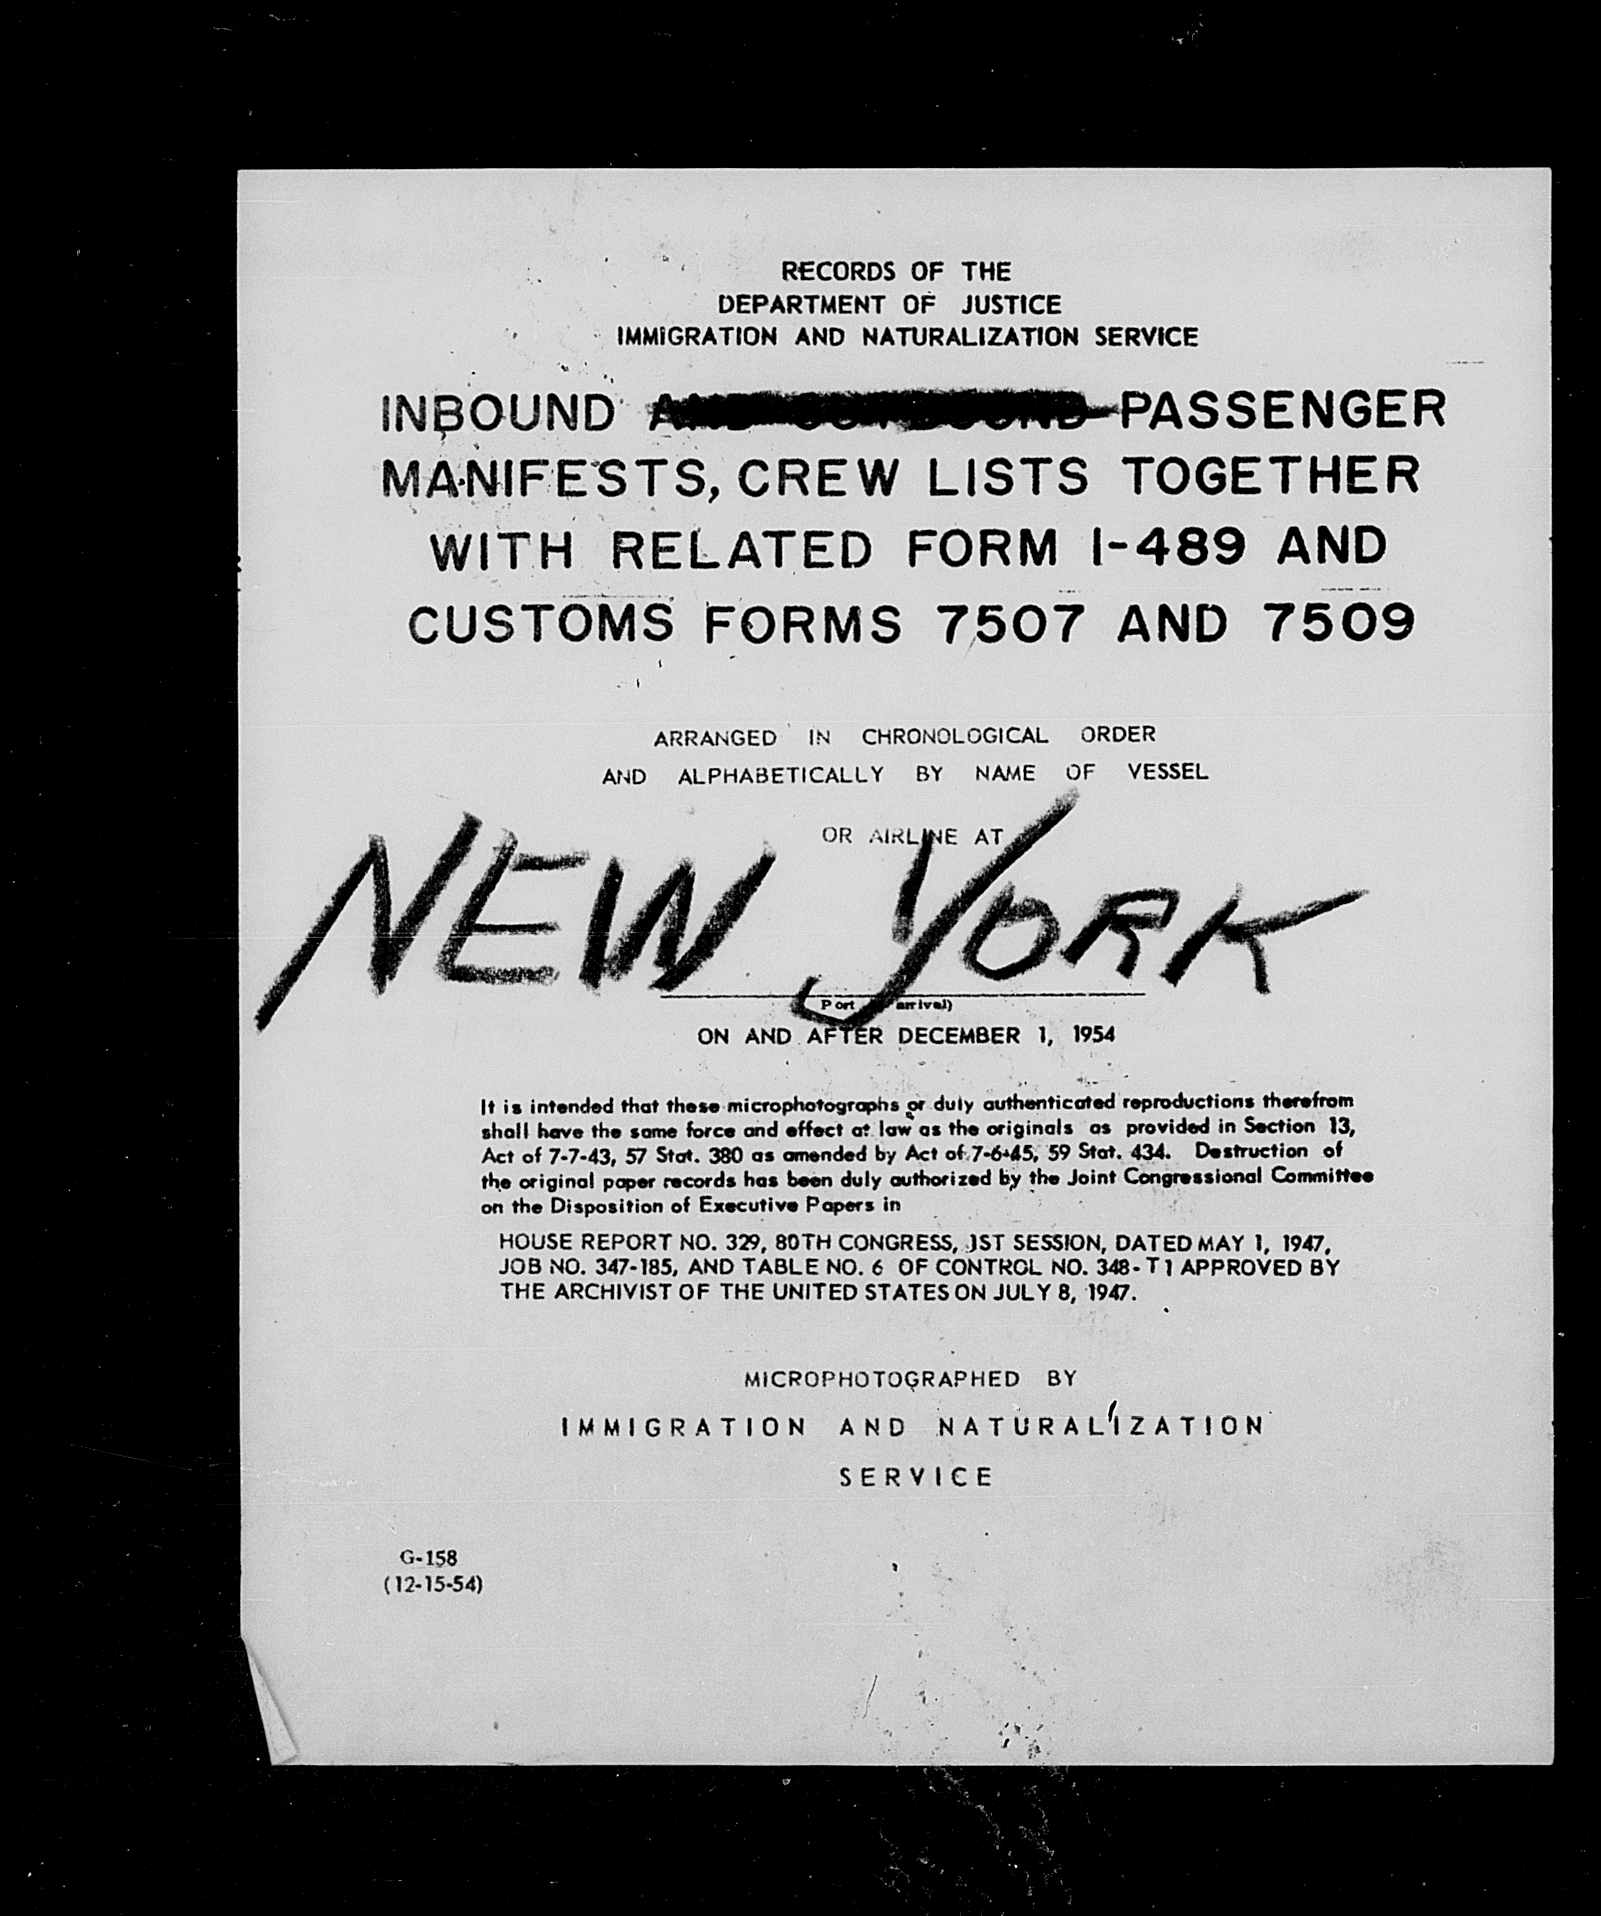 RECORDS OF THE
DEPARTMENT OF JUSTICE
IMMIGRATION AND NATURALIZATION SERVICE
INBOUND AND OUTBOUND PASSENGER
MANIFESTS, CREW LISTS TOGETHER
WITH RELATED FORM I-489 AND
CUSTOMS FORMS 7507 AND 7509
ARRANGED IN CHRONOLOGICAL ORDER
AND ALPHABETICALLY BY NAME OF VESSEL
OR AIRLINE AT
NEW YORK
(Port of arrival)
ON AND AFTER DECEMBER 1, 1954
It is intended that these microphotographs or duly authenticated reproductions therefrom
shall have the same force and effect at law as the originals as provided in Section 13,
Act of 7-7-43, 57 Stat. 380 as amended by Act of 7-6-45, 59 Stat. 434. Destruction of
the original paper records has been duly authorized by the Joint Congressional Committee
on the Disposition of Executive Papers in
HOUSE REPORT NO. 329, 80TH CONGRESS, 1ST SESSION, DATED MAY 1, 1947,
JOB NO. 347-185, AND TABLE NO. 6 OF CONTROL NO. 348-T1 APPROVED BY
THE ARCHIVIST OF THE UNITED STATES ON JULY 8, 1947.
MICROPHOTOGRAPHED BY
IMMIGRATION AND NATURALIZATION
SERVICE
G-158
(12-15-54)